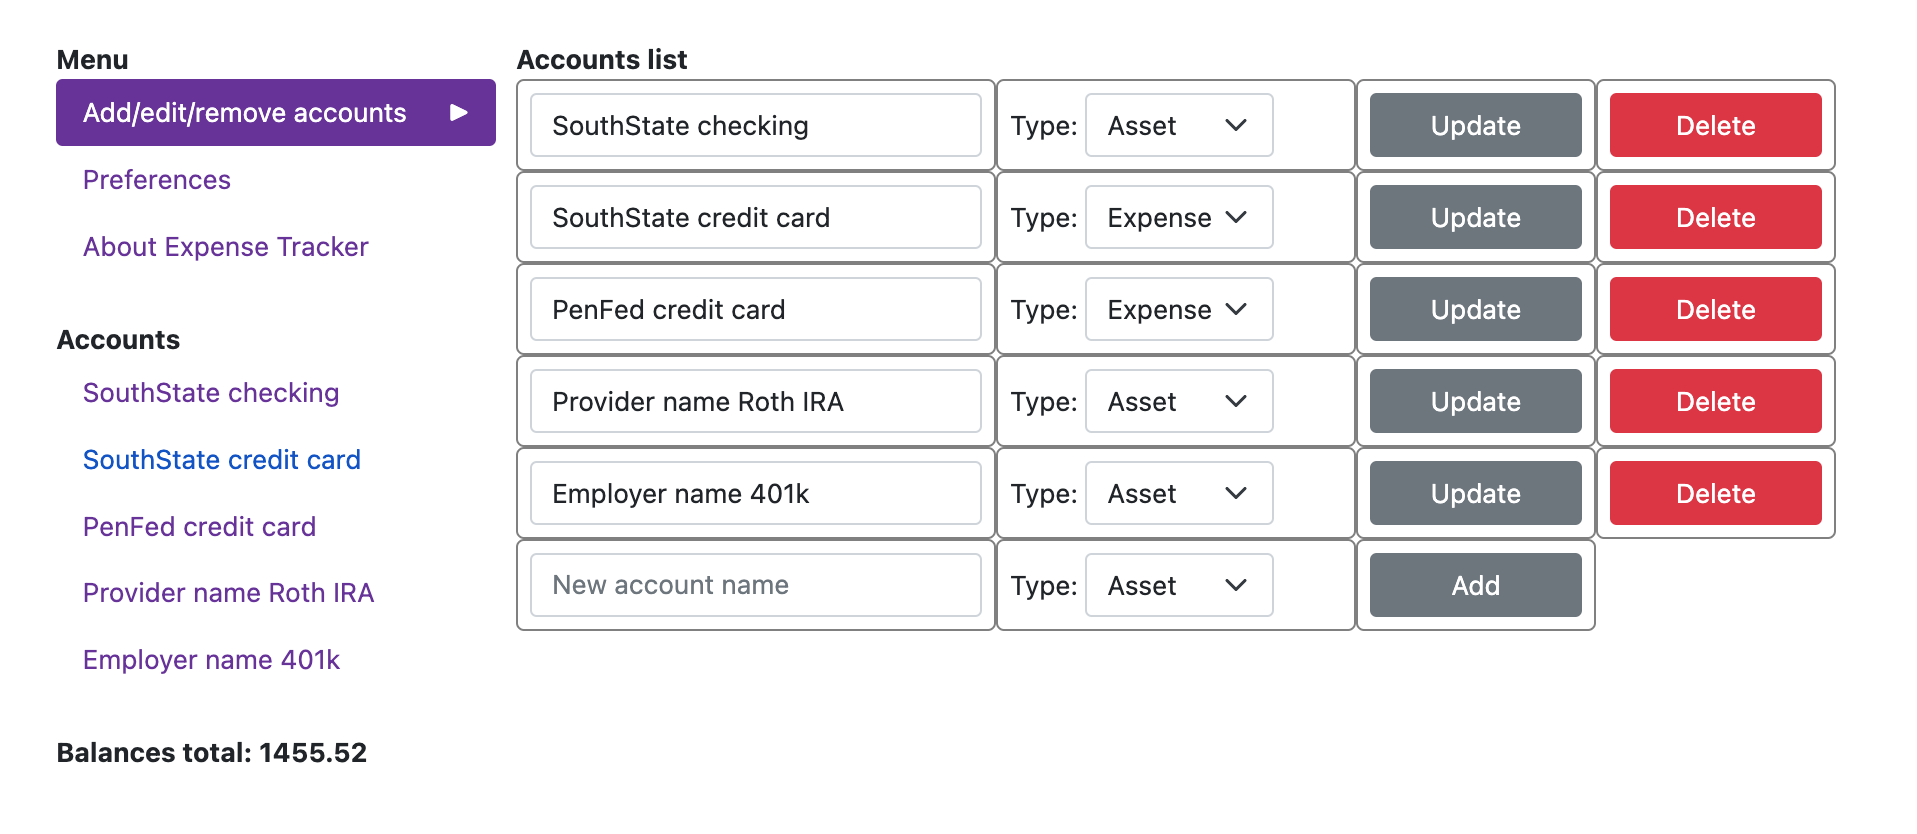 Menu
Add/edit/remove accounts
Preferences
About Expense Tracker
Accounts
SouthState checking
SouthState credit card
PenFed credit card
Provider name Roth IRA
Employer name 401k
Balances total: 1455.52
Accounts list
SouthState checking Type: Asset Update Delete
SouthState credit card Type: Expense Update Delete
PenFed credit card Type: Expense Update Delete
Provider name Roth IRA Type: Asset Update Delete
Employer name 401k Type: Asset Update Delete
New account name Type: Asset Add